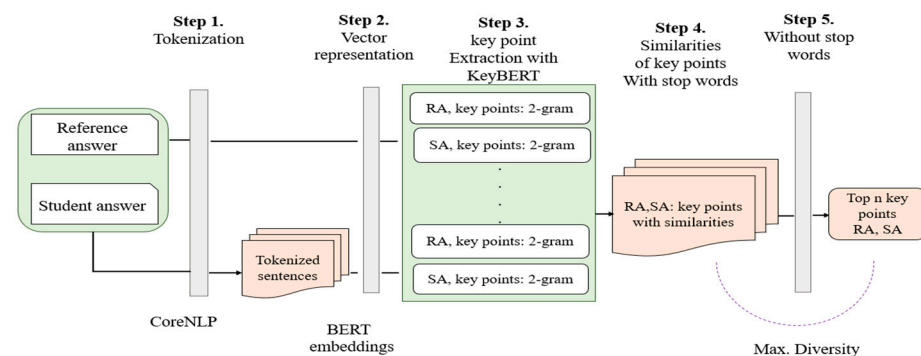 Step 1.
Tokenization
Step 2.
Vector
representation
Step 3.
key point
Extraction with
KeyBERT
Step 4.
Similarities
of key points
With stop words
Step 5.
Without stop
words
Reference
answer
Student answer
Tokenized
sentences
RA, key points: 2-gram
SA, key points: 2-gram
RA, key points: 2-gram
SA, key points: 2-gram
RA,SA: key points
with similarities
Top n key
points
RA, SA
CoreNLP
BERT
embeddings
Max. Diversity